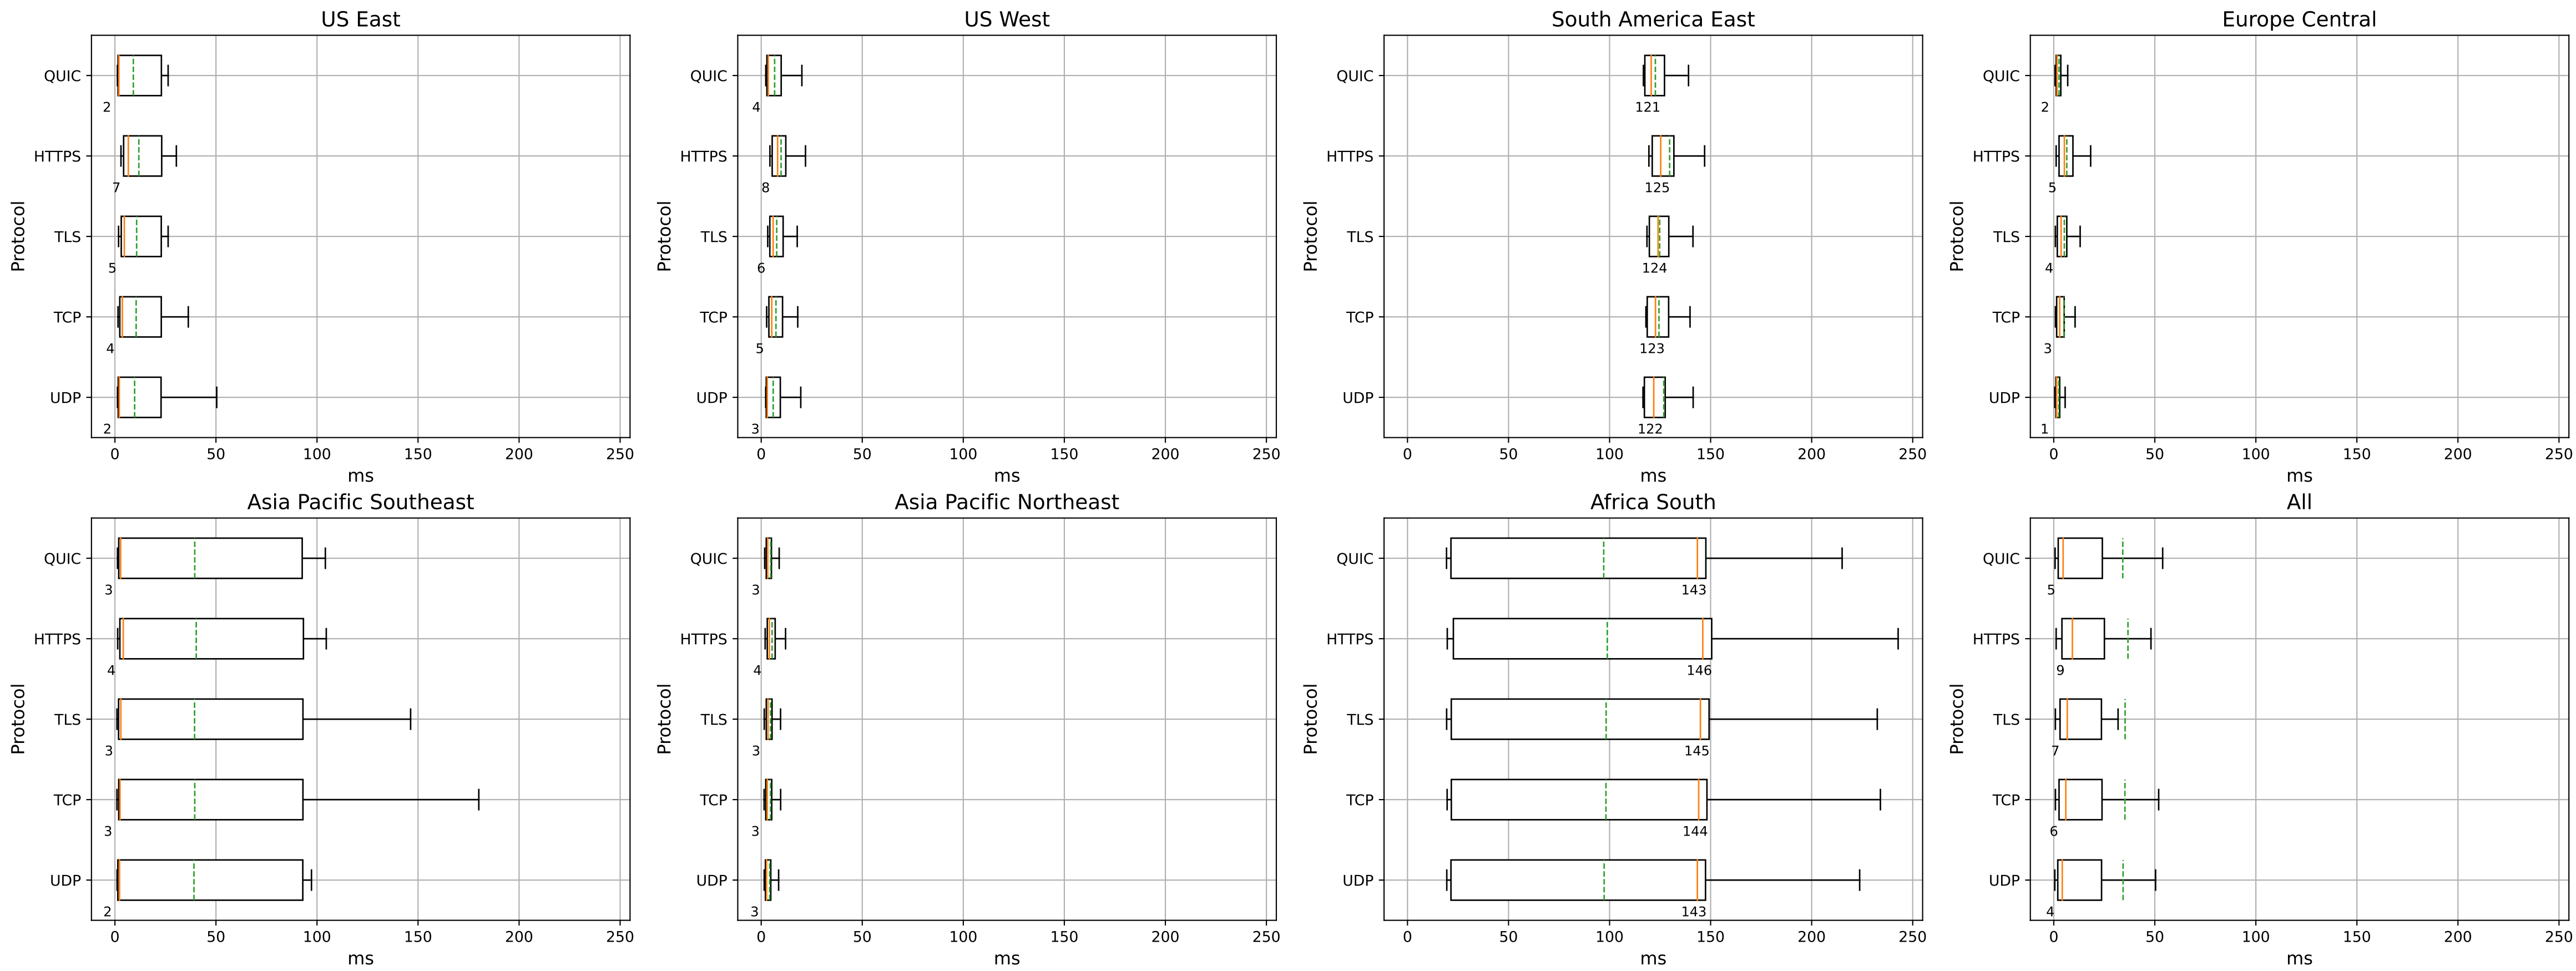 US East
QUIC
2
HTTPS
7
TLS
5
TCP
4
UDP
2
Protocol
0 50 100 150 200 250
ms
US West
QUIC
4
HTTPS
8
TLS
6
TCP
5
UDP
3
Protocol
0 50 100 150 200 250
ms
South America East
QUIC
121
HTTPS
125
TLS
124
TCP
123
UDP
122
Protocol
0 50 100 150 200 250
ms
Europe Central
QUIC
2
HTTPS
5
TLS
4
TCP
3
UDP
1
Protocol
0 50 100 150 200 250
ms
Asia Pacific Southeast
QUIC
3
HTTPS
4
TLS
3
TCP
3
UDP
2
Protocol
0 50 100 150 200 250
ms
Asia Pacific Northeast
QUIC
3
HTTPS
4
TLS
3
TCP
3
UDP
3
Protocol
0 50 100 150 200 250
ms
Africa South
QUIC
143
HTTPS
146
TLS
145
TCP
144
UDP
143
Protocol
0 50 100 150 200 250
ms
All
QUIC
5
HTTPS
9
TLS
7
TCP
6
UDP
4
Protocol
0 50 100 150 200 250
ms